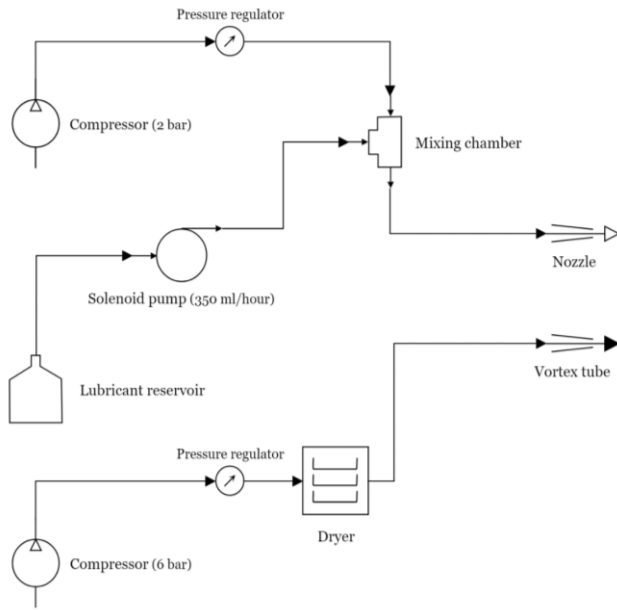 Pressure regulator
Compressor (2 bar)
Mixing chamber
Nozzle
Solenoid pump (350 ml/hour)
Vortex tube
Lubricant reservoir
Pressure regulator
Dryer
Compressor (6 bar)